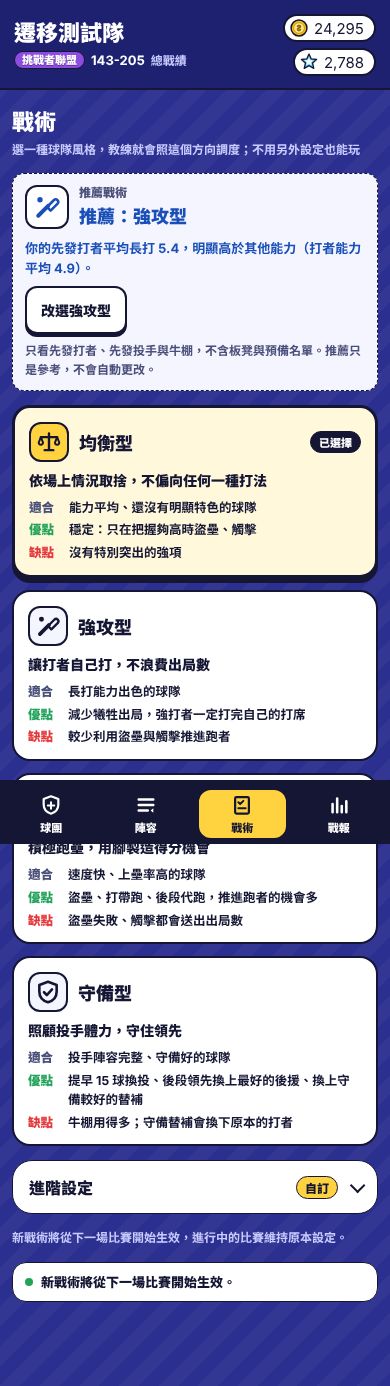 遷移測試隊
24,295
挑戰者聯盟 143-205 總戰績
2,788
戰術
選一種球隊風格，教練就會照這個方向調度；不用另外設定也能玩
推薦戰術
推薦：強攻型
你的先發打者平均長打 5.4，明顯高於其他能力（打者能力
平均 4.9）。
改選強攻型
只看先發打者、先發投手與牛棚，不含板凳與預備名單。推薦只
是參考，不會自動更改。
均衡型
已選擇
依場上情況取捨，不偏向任何一種打法
適合 能力平均、還沒有明顯特色的球隊
優點 穩定：只在把握夠高時盜壘、觸擊
缺點 沒有特別突出的強項
強攻型
讓打者自己打，不浪費出局數
適合 長打能力出色的球隊
優點 減少犧牲出局，強打者一定打完自己的打席
缺點 較少利用盜壘與觸擊推進跑者
球團
陣容
戰術
戰報
積極跑壘，用腳製造得分機會
適合 速度快、上壘率高的球隊
優點 盜壘、打帶跑、後段代跑，推進跑者的機會多
缺點 盜壘失敗、觸擊都會送出出局數
守備型
照顧投手體力，守住領先
適合 投手陣容完整、守備好的球隊
優點 提早 15 球換投、後段領先換上最好的後援、換上守
備較好的替補
缺點 牛棚用得多；守備替補會換下原本的打者
進階設定
自訂
新戰術將從下一場比賽開始生效，進行中的比賽維持原本設定。
新戰術將從下一場比賽開始生效。